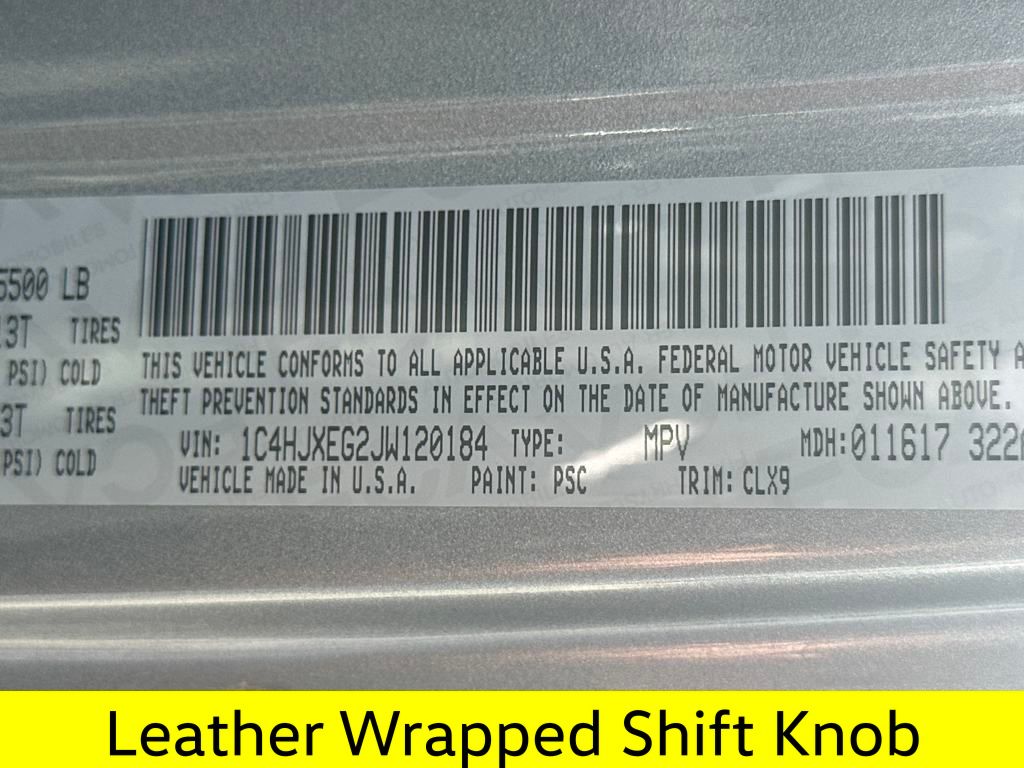 5500 LB
13T TIRES
PSI) COLD
3T TIRES
PSI) COLD
THIS VEHICLE CONFORMS TO ALL APPLICABLE U.S.A. FEDERAL MOTOR VEHICLE SAFETY A
THEFT PREVENTION STANDARDS IN EFFECT ON THE DATE OF MANUFACTURE SHOWN ABOVE.
VIN: 1C4HJXEG2JW120184 TYPE: MPV MDH:011617 322
VEHICLE MADE IN U.S.A. PAINT: PSC TRIM: CLX9
Leather Wrapped Shift Knob